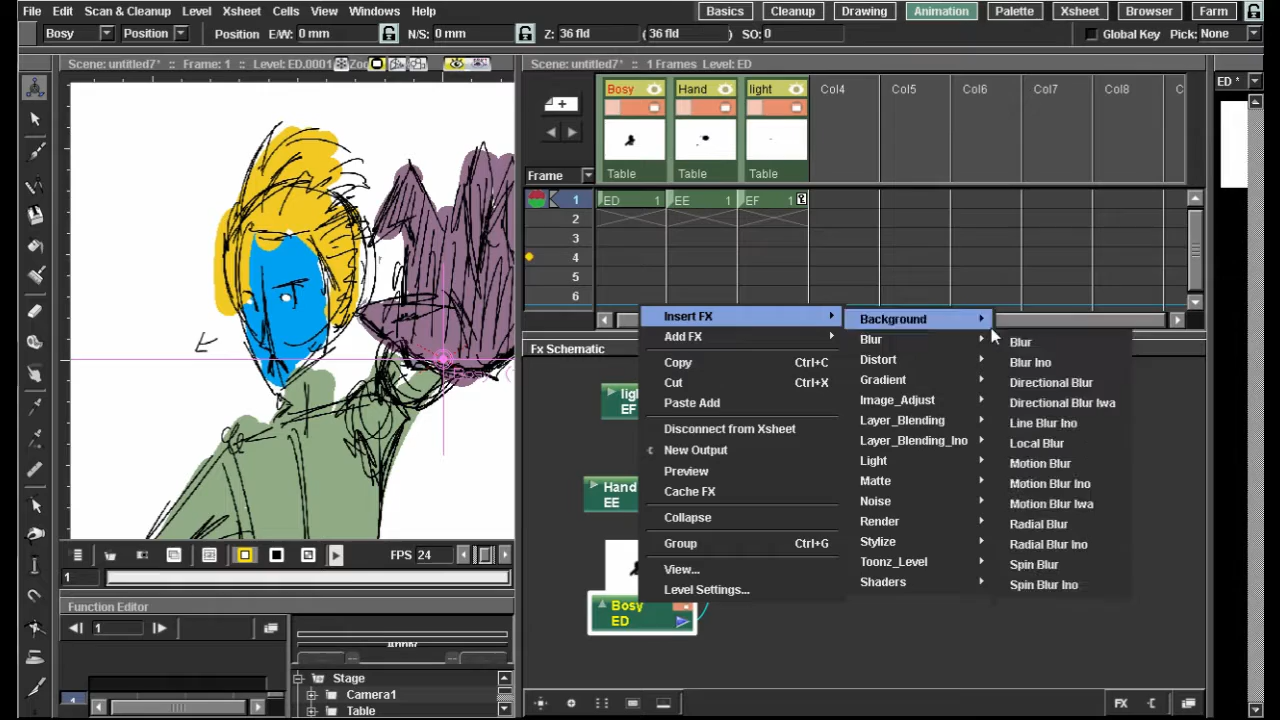 File Edit Scan & Cleanup Level Xsheet Cells View Windows Help Basics Cleanup Drawing Animation Palette Xsheet Browser Farm
Bosy Position Position E/W: 0 mm N/S: 0 mm Z: 36 fld ( 36 fld ) SO: 0 Global Key Pick: None
Scene: untitled7* :: Frame: 1 :: Level: ED.0001
Scene: untitled7* :: 1 Frames Level: ED
ED *
Bosy Hand light Col4 Col5 Col6 Col7 Col8 C
Frame Table Table Table
1 ED 1 EE 1 EF 1
2
3
4
5
6
Fx Schematic
EF
Hand
EE
Bosy
ED
Insert FX
Add FX
Copy Ctrl+C
Cut Ctrl+X
Paste Add
Disconnect from Xsheet
New Output
Preview
Cache FX
Collapse
Group Ctrl+G
View...
Level Settings...
Background
Blur
Distort
Gradient
Image_Adjust
Layer_Blending
Layer_Blending_Ino
Light
Matte
Noise
Render
Stylize
Toonz_Level
Shaders
Blur
Blur Ino
Directional Blur
Directional Blur Iwa
Line Blur Ino
Local Blur
Motion Blur
Motion Blur Ino
Motion Blur Iwa
Radial Blur
Radial Blur Ino
Spin Blur
Spin Blur Ino
FPS 24
1
Function Editor
1
Stage
Camera1
Table
FX